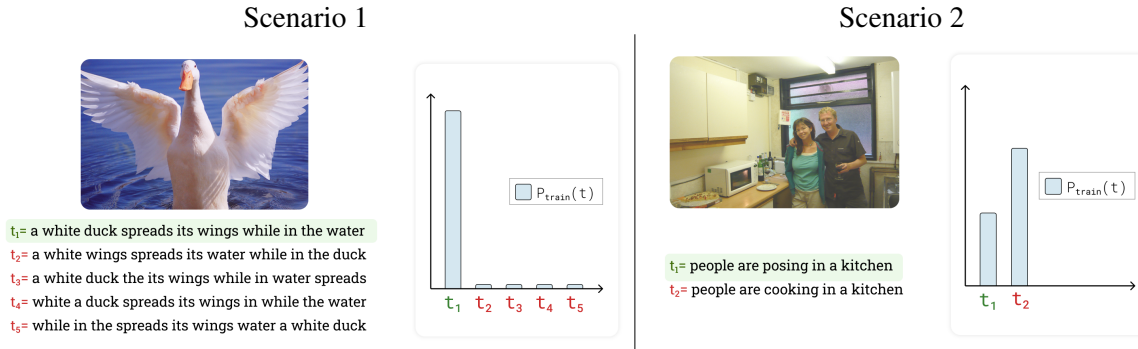 Scenario 1
t₁= a white duck spreads its wings while in the water
t₂= a white wings spreads its water while in the duck
t₃= a white duck the its wings while in water spreads
t₄= white a duck spreads its wings in while the water
t₅= while in the spreads its wings water a white duck
P_train(t)
t₁ t₂ t₃ t₄ t₅
Scenario 2
t₁= people are posing in a kitchen
t₂= people are cooking in a kitchen
P_train(t)
t₁ t₂